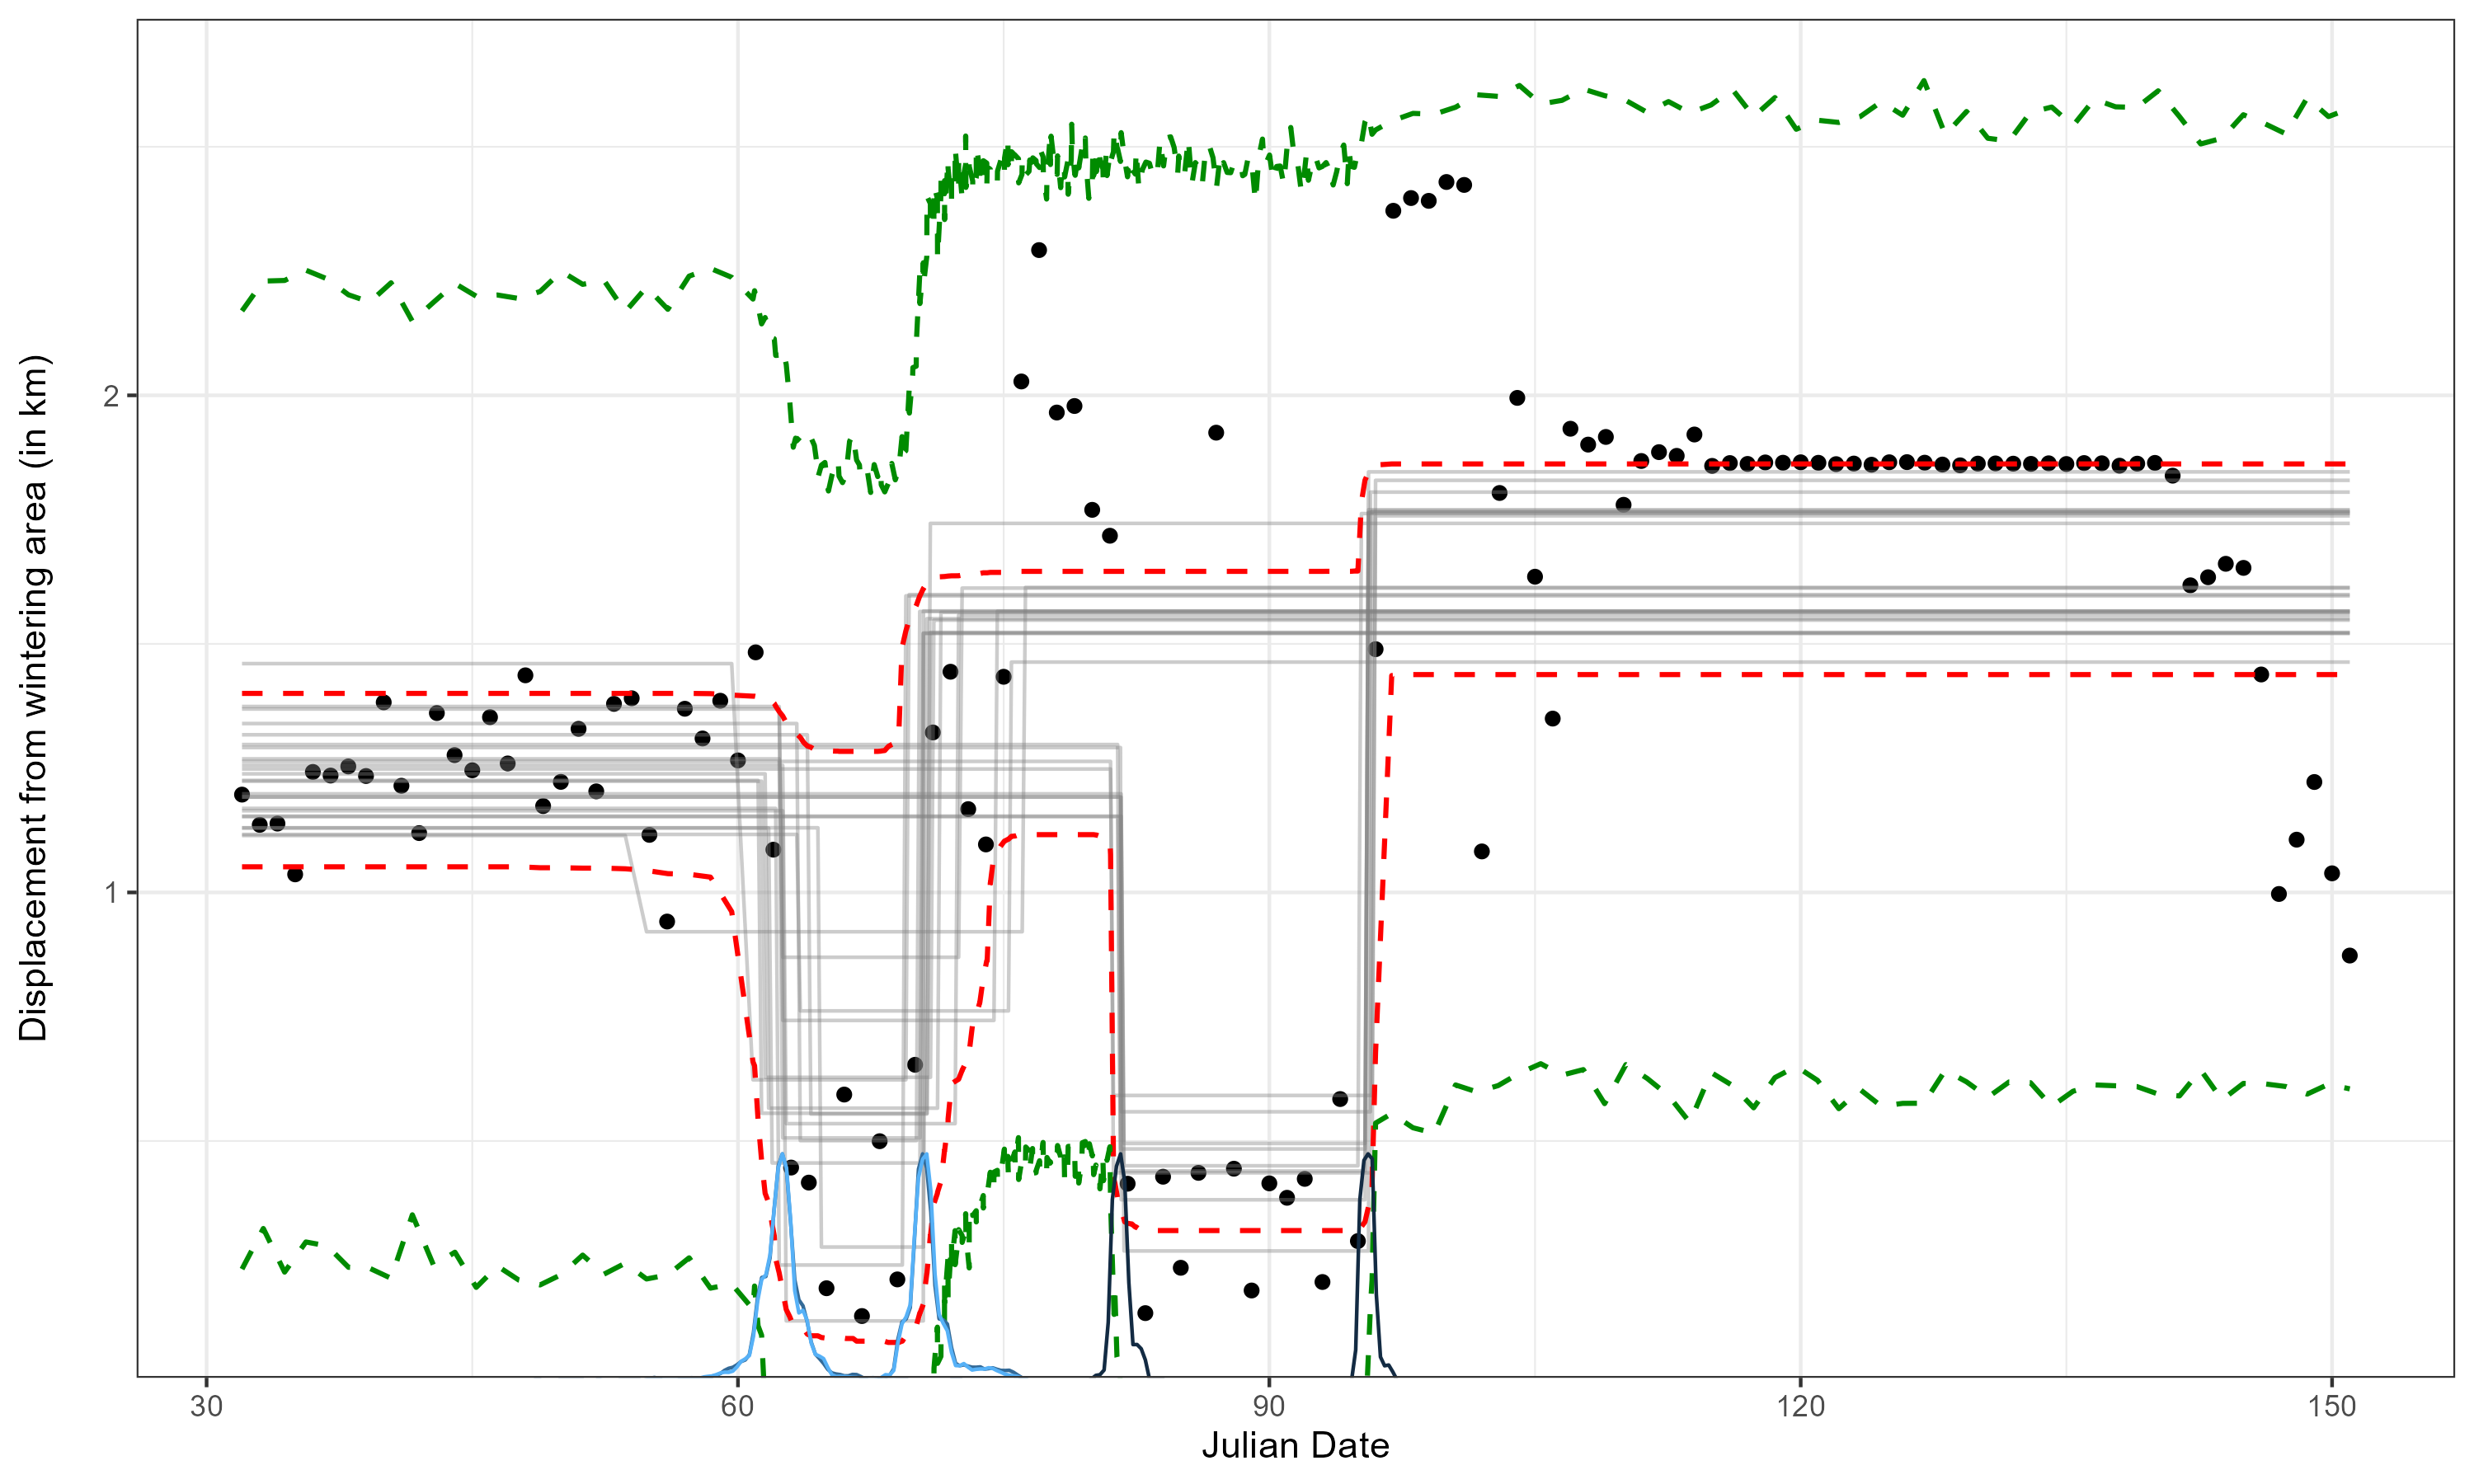 Displacement from wintering area (in km)
2
1
30 60 90 120 150
Julian Date